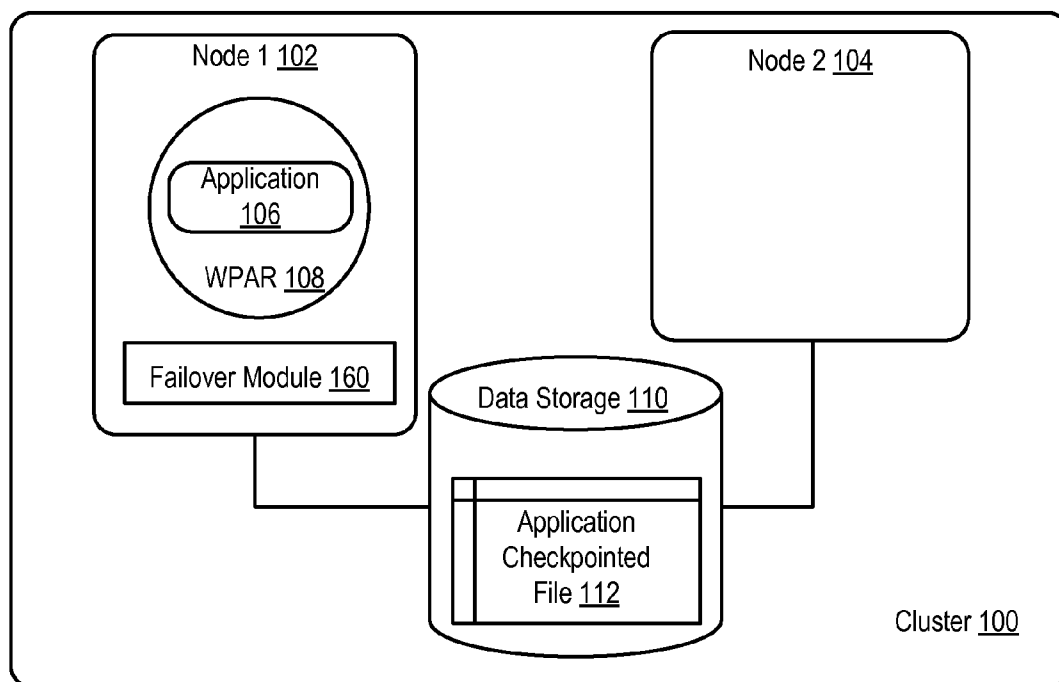 Node 1 102
Application
106
WPAR 108
Failover Module 160
Node 2 104
Data Storage 110
Application
Checkpointed
File 112
Cluster 100